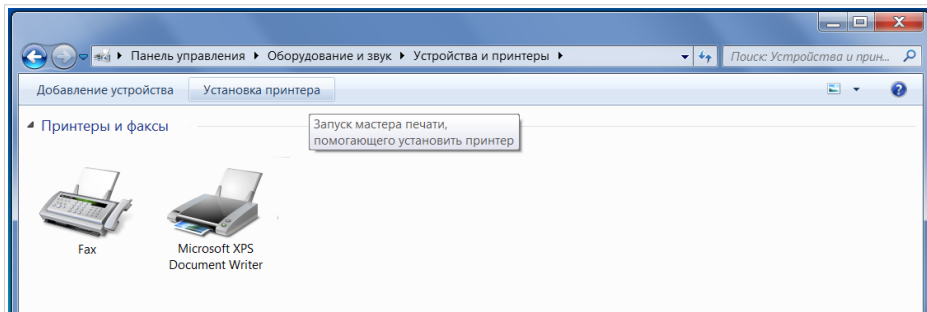 Панель управления Оборудование и звук Устройства и принтеры Поиск: Устройства и прин...
Добавление устройства Установка принтера
Принтеры и факсы
Запуск мастера печати,
помогающего установить принтер
Fax
Microsoft XPS
Document Writer